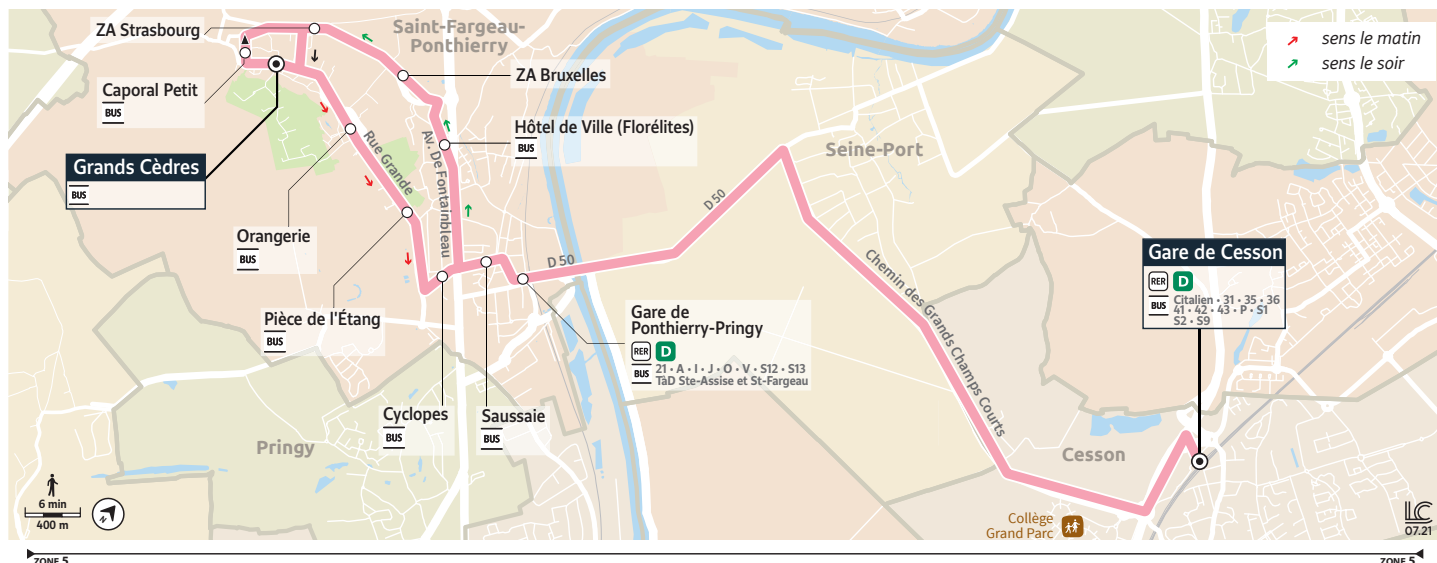 ZA Strasbourg
Saint-Fargeau-
Ponthierry
sens le matin
sens le soir
ZA Bruxelles
Caporal Petit
BUS
Hôtel de Ville (Florélites)
BUS
Grands Cèdres
BUS
Rue Grande
Av. De Fontainbleau
Seine-Port
D 50
Orangerie
BUS
D 50
Chemin des Grands Champs Courts
Gare de Cesson
RER D
BUS Citalien • 31 • 35 • 36
41 • 42 • 43 • P • S1
S2 • S9
Pièce de l'Étang
BUS
Gare de
Ponthierry-Pringy
RER D
BUS 21 • A • I • J • O • V • S12 • S13
TàD Ste-Assise et St-Fargeau
Cyclopes
BUS
Saussaie
BUS
Pringy
Cesson
6 min
400 m
N
Collège
Grand Parc
LC
07.21
ZONE 5
ZONE 5